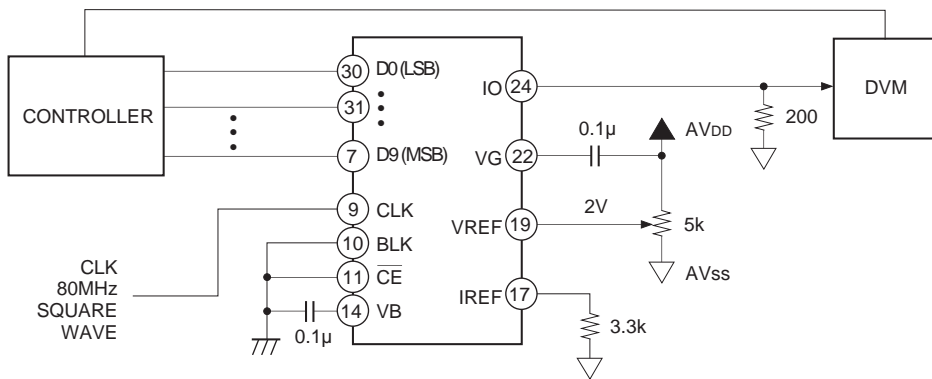 CONTROLLER
30 D0 (LSB)
31
7 D9 (MSB)
9 CLK
10 BLK
11 CE
14 VB
0.1μ
CLK
80MHz
SQUARE
WAVE
IO 24
VG 22
VREF 19
IREF 17
0.1μ
AVDD
2V
5k
AVSS
3.3k
200
DVM